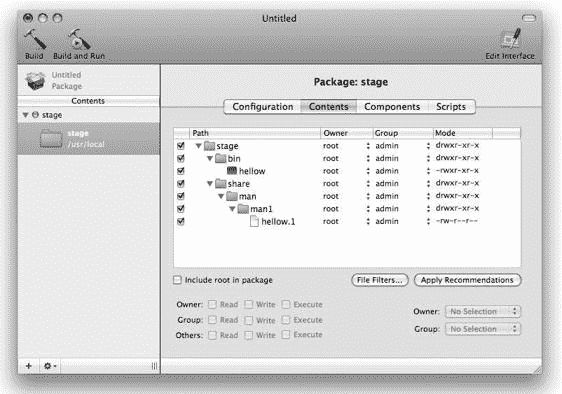 Untitled
Build
Build and Run
Edit Interface
Untitled
Package
Contents
stage
stage
/usr/local
Package: stage
Configuration Contents Components Scripts
Path Owner Group Mode
stage root admin drwxr-xr-x
bin root admin drwxr-xr-x
hellow root admin -rwxr-xr-x
share root admin drwxr-xr-x
man root admin drwxr-xr-x
man1 root admin drwxr-xr-x
hellow.1 root admin -rw-r--r--
Include root in package File Filters... Apply Recommendations
Owner: Read Write Execute Owner: No Selection
Group: Read Write Execute Group: No Selection
Others: Read Write Execute